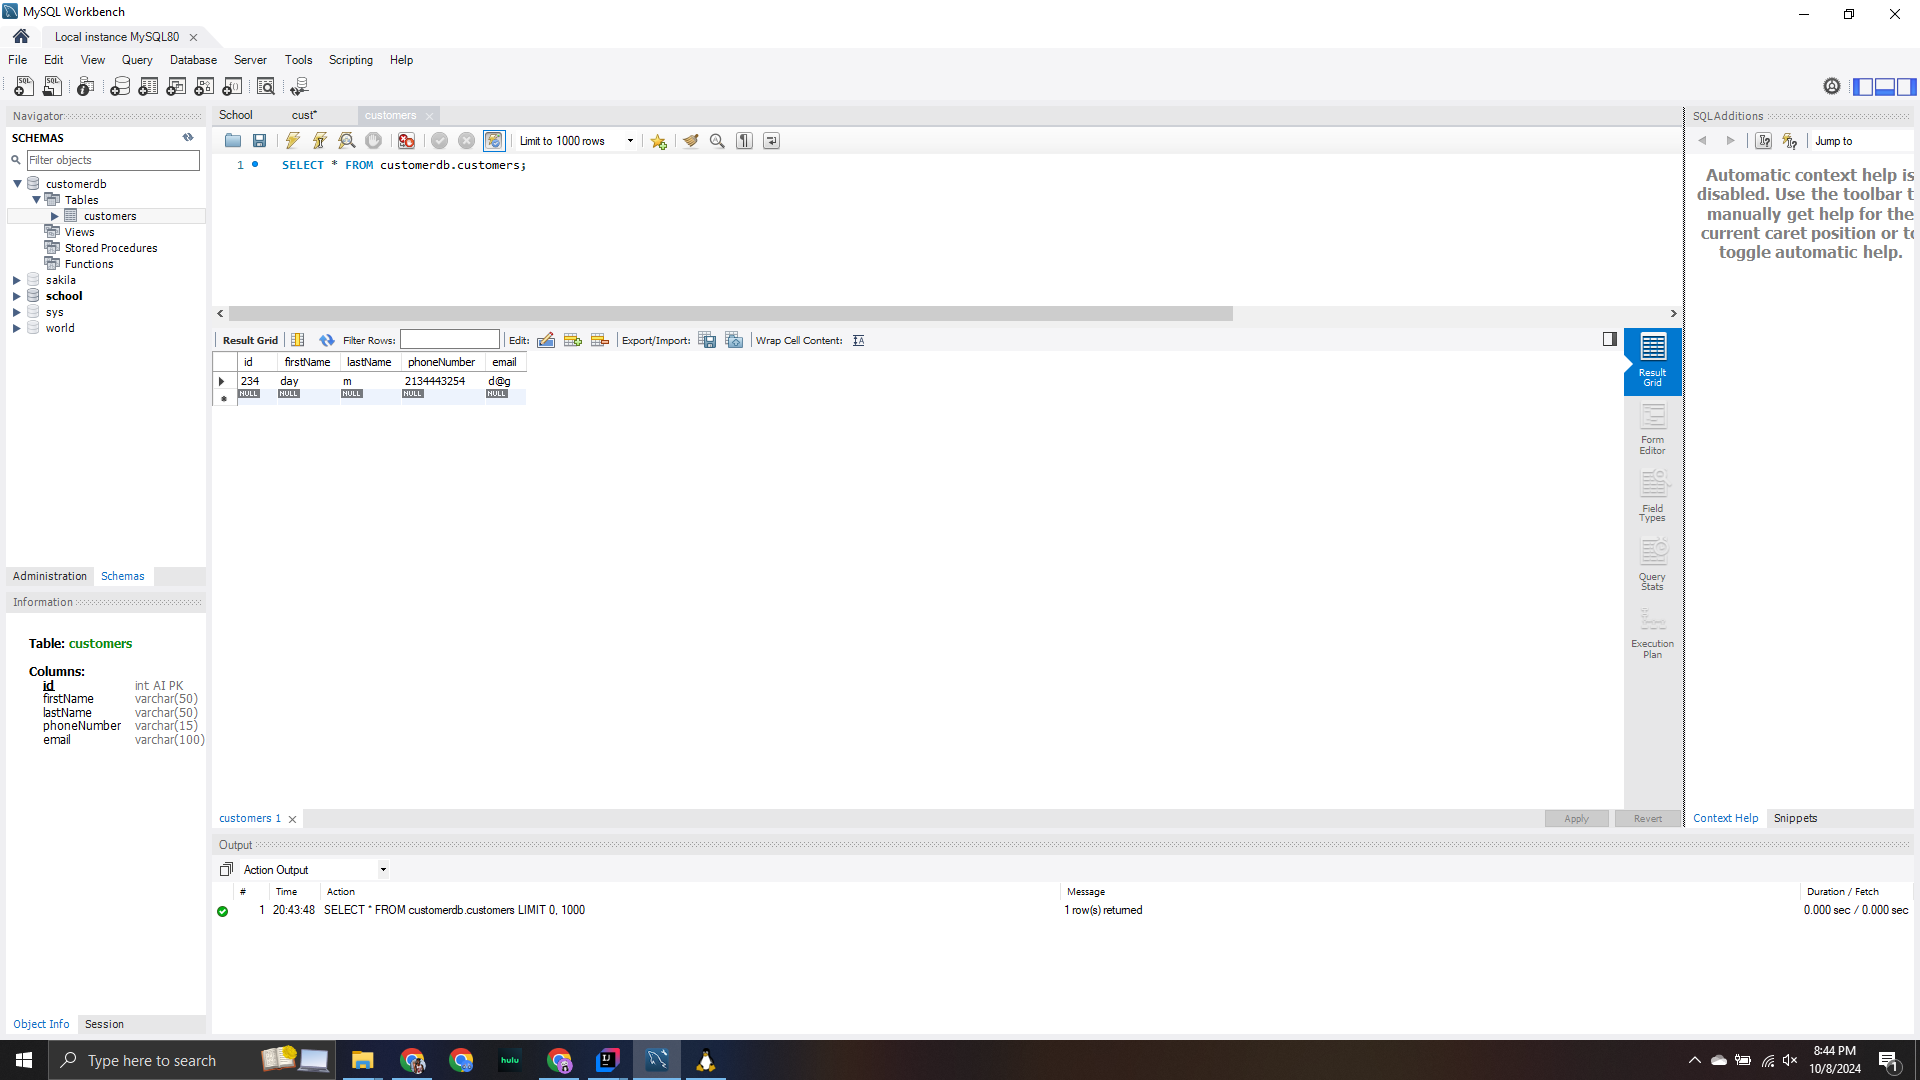 MySQL Workbench
Local instance MySQL80
File Edit View Query Database Server Tools Scripting Help
Navigator
SCHEMAS
Filter objects
customerdb
Tables
customers
Views
Stored Procedures
Functions
sakila
school
sys
world
Administration Schemas
Information
Table: customers
Columns:
id int AI PK
firstName varchar(50)
lastName varchar(50)
phoneNumber varchar(15)
email varchar(100)
Object Info Session
School cust* customers
Limit to 1000 rows
1 SELECT * FROM customerdb.customers;
Result Grid Filter Rows: Edit: Export/Import: Wrap Cell Content:
id firstName lastName phoneNumber email
234 day m 2134443254 d@g
NULL NULL NULL NULL NULL
Result
Grid
Form
Editor
Field
Types
Query
Stats
Execution
Plan
customers 1
Apply Revert
SQLAdditions
Jump to
Automatic context help is
disabled. Use the toolbar t
manually get help for the
current caret position or to
toggle automatic help.
Context Help Snippets
Output
Action Output
# Time Action Message Duration / Fetch
1 20:43:48 SELECT * FROM customerdb.customers LIMIT 0, 1000 1 row(s) returned 0.000 sec / 0.000 sec
Type here to search
hulu
IJ
8:44 PM
10/8/2024
1